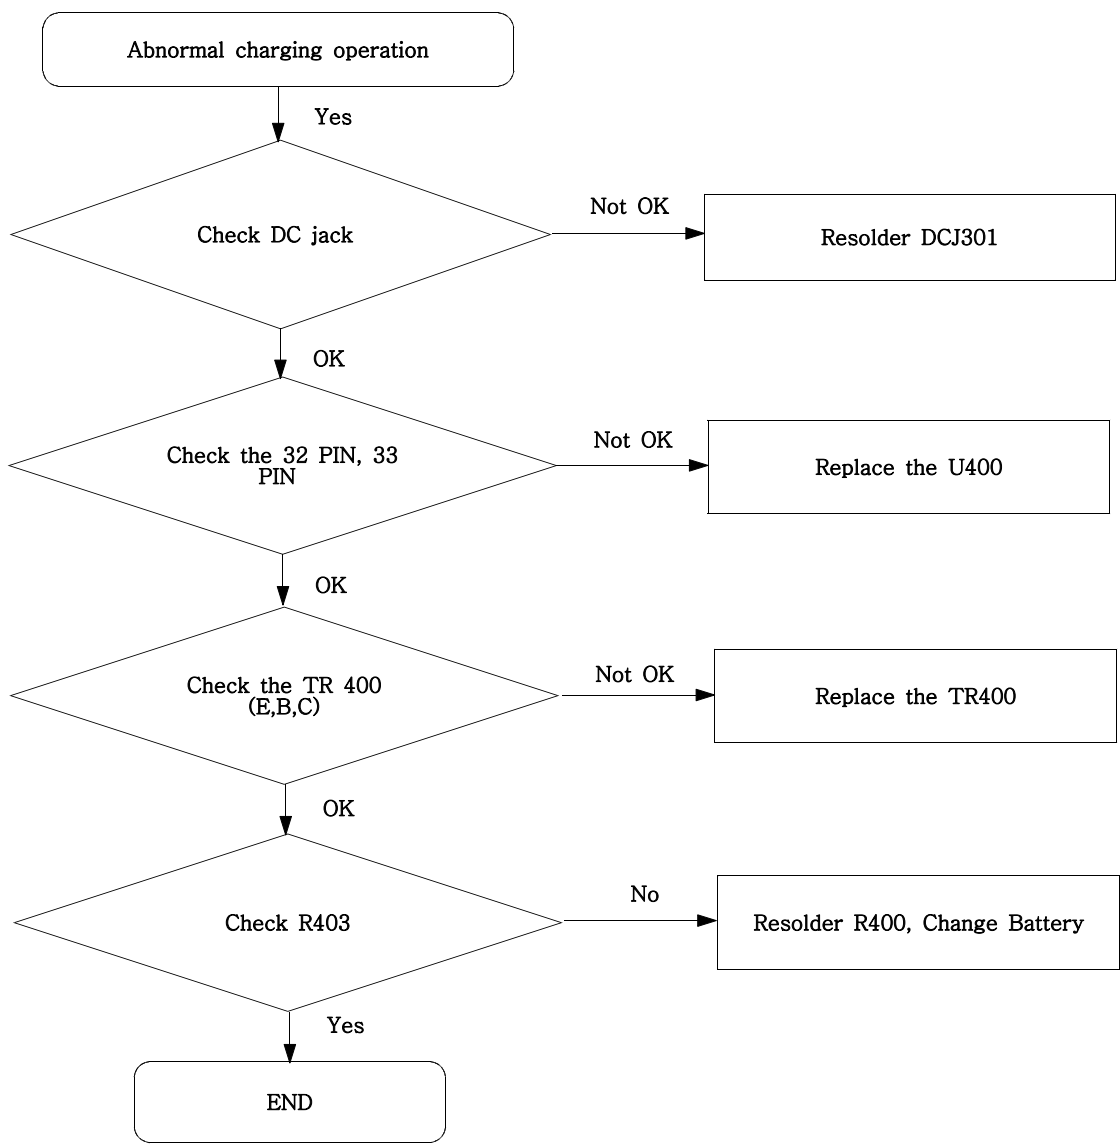 Abnormal charging operation
Yes
Check DC jack
Not OK
Resolder DCJ301
OK
Check the 32 PIN, 33
PIN
Not OK
Replace the U400
OK
Check the TR 400
(E,B,C)
Not OK
Replace the TR400
OK
Check R403
No
Resolder R400, Change Battery
Yes
END